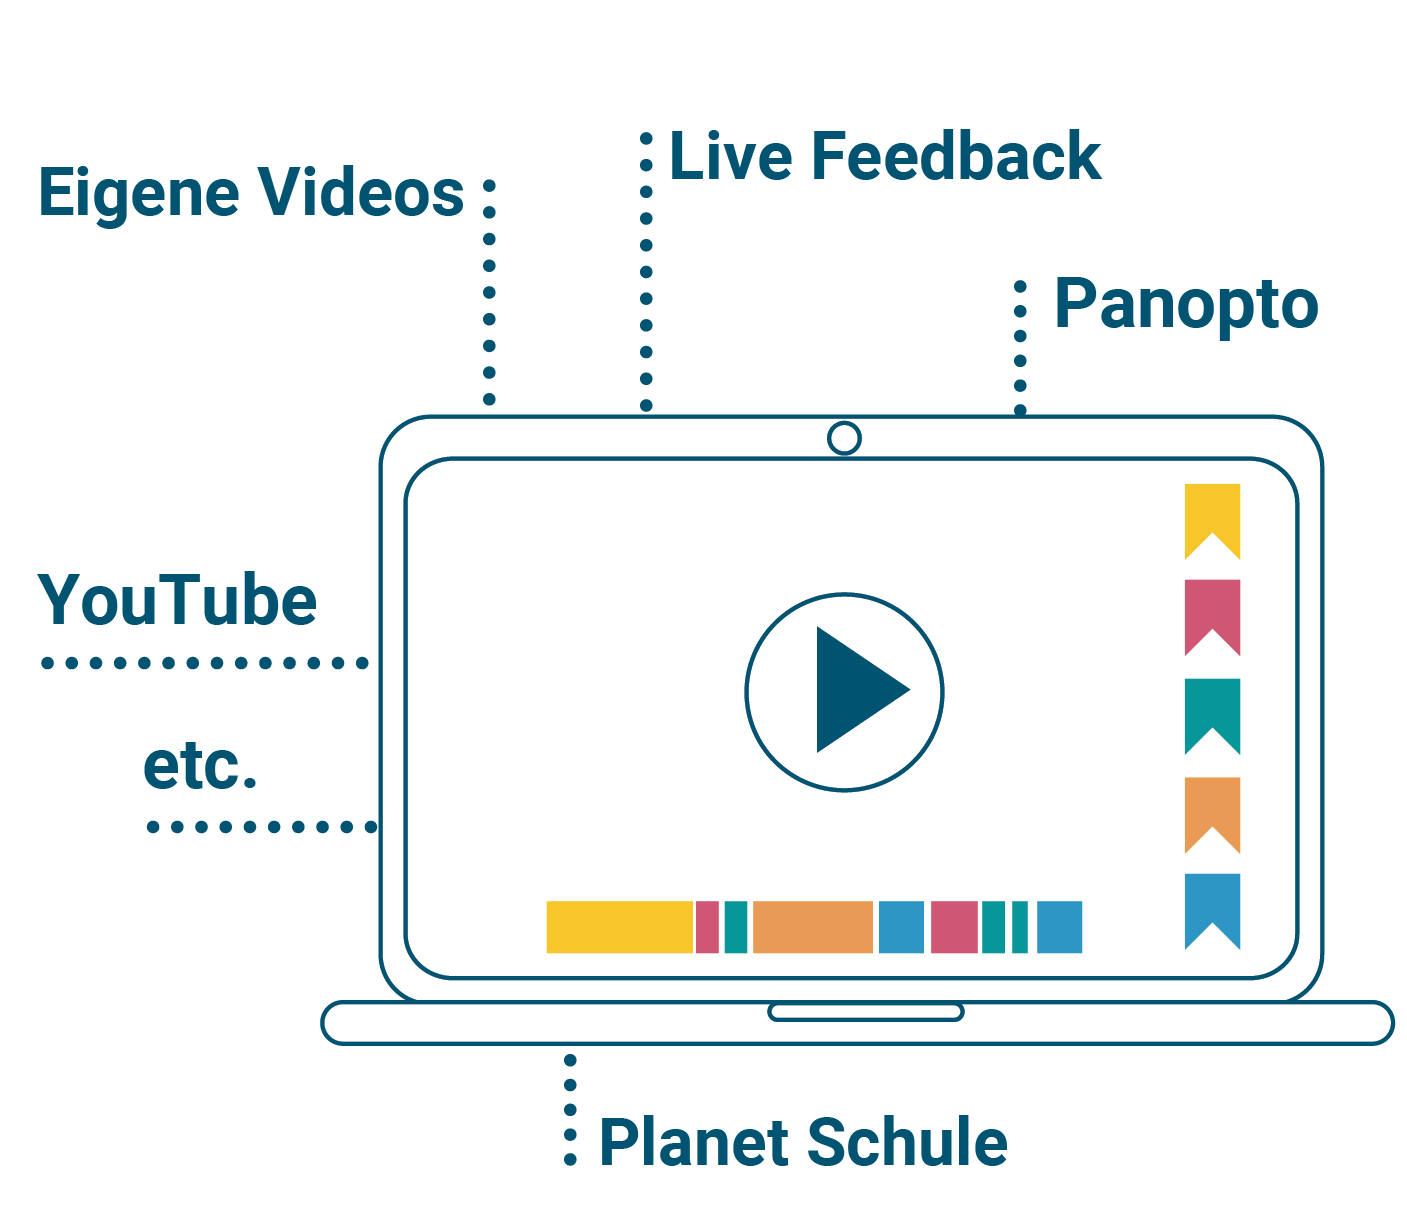 Eigene Videos
Live Feedback
Panopto
YouTube
etc.
Planet Schule